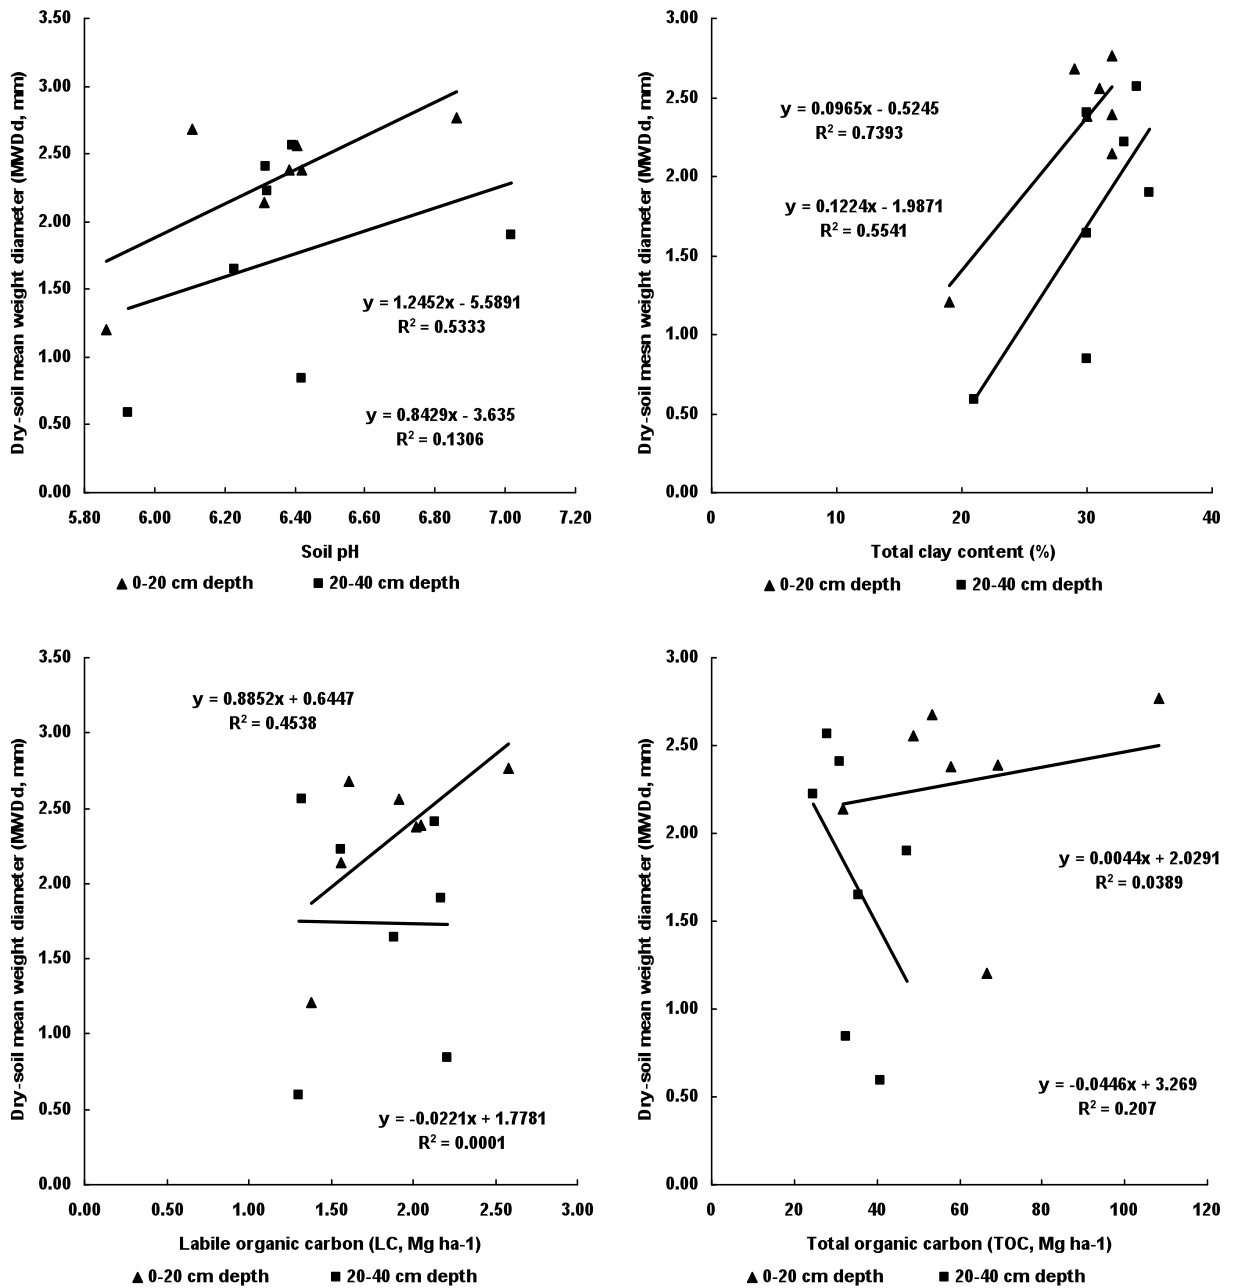 Dry-soil mean weight diameter (MWDd, mm)
3.50
3.00
2.50
2.00
1.50
1.00
0.50
0.00
y = 1.2452x - 5.5891
R² = 0.5333
y = 0.8429x - 3.635
R² = 0.1306
5.80 6.00 6.20 6.40 6.60 6.80 7.00 7.20
Soil pH
0-20 cm depth 20-40 cm depth
Dry-soil mesn weight diameter (MWDd, mm)
3.00
2.50
2.00
1.50
1.00
0.50
0.00
y = 0.0965x - 0.5245
R² = 0.7393
y = 0.1224x - 1.9871
R² = 0.5541
0 10 20 30 40
Total clay content (%)
0-20 cm depth 20-40 cm depth
Dry-soil mean weight diameter (MWDd, mm)
3.50
3.00
2.50
2.00
1.50
1.00
0.50
0.00
y = 0.8852x + 0.6447
R² = 0.4538
y = -0.0221x + 1.7781
R² = 0.0001
0.00 0.50 1.00 1.50 2.00 2.50 3.00
Labile organic carbon (LC, Mg ha-1)
0-20 cm depth 20-40 cm depth
Dry-soil mean weight diameter (MWDd, mm)
3.00
2.50
2.00
1.50
1.00
0.50
0.00
y = 0.0044x + 2.0291
R² = 0.0389
y = -0.0446x + 3.269
R² = 0.207
0 20 40 60 80 100 120
Total organic carbon (TOC, Mg ha-1)
0-20 cm depth 20-40 cm depth